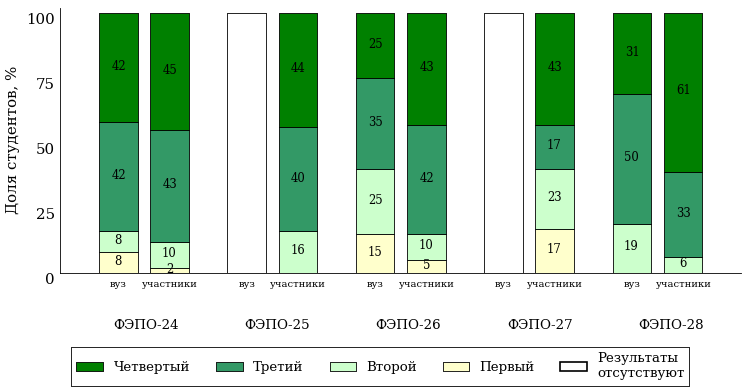 Доля студентов, %
100
75
50
25
0
42 45 44 25 43 43 31 61
42 43 40 35 42 17 50 33
8 10 16 25 10 23 19 6
8 2 15 5 17
вуз участники вуз участники вуз участники вуз участники вуз участники
ФЭПО-24 ФЭПО-25 ФЭПО-26 ФЭПО-27 ФЭПО-28
Четвертый Третий Второй Первый Результаты
отсутствуют